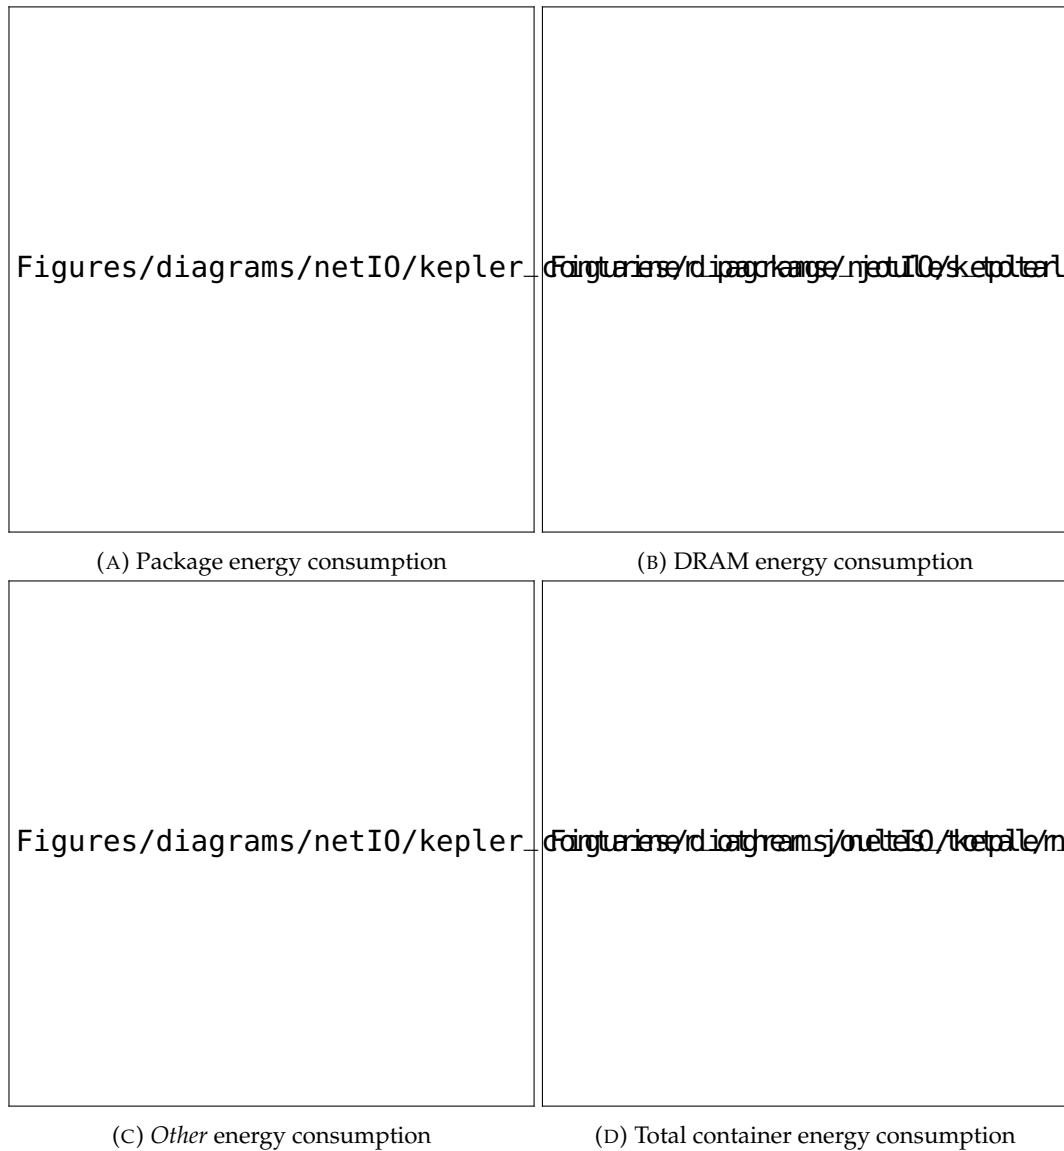 Figures/diagrams/netIO/kepler_
(A) Package energy consumption
(B) DRAM energy consumption
Figures/diagrams/netIO/kepler_
(C) Other energy consumption
(D) Total container energy consumption